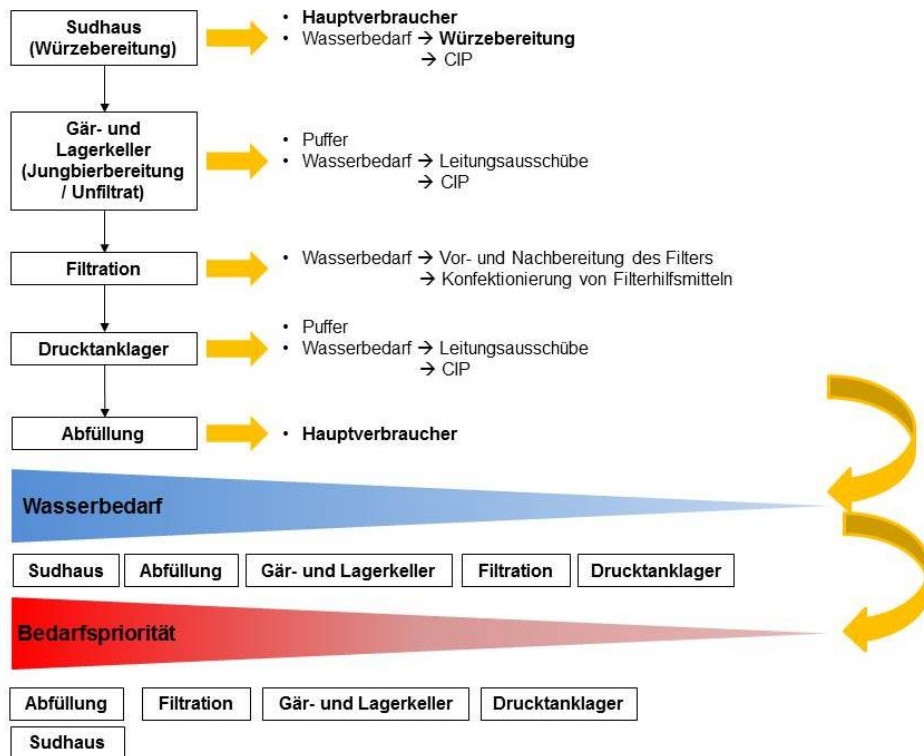 Sudhaus
(Würzebereitung)
• Hauptverbraucher
• Wasserbedarf → Würzebereitung
→ CIP
Gär- und
Lagerkeller
(Jungbierbereitung
/ Unfiltrat)
• Puffer
• Wasserbedarf → Leitungsausschübe
→ CIP
Filtration
• Wasserbedarf → Vor- und Nachbereitung des Filters
→ Konfektionierung von Filterhilfsmitteln
Drucktanklager
• Puffer
• Wasserbedarf → Leitungsausschübe
→ CIP
Abfüllung
• Hauptverbraucher
Wasserbedarf
Sudhaus Abfüllung Gär- und Lagerkeller Filtration Drucktanklager
Bedarfspriorität
Abfüllung Filtration Gär- und Lagerkeller Drucktanklager
Sudhaus